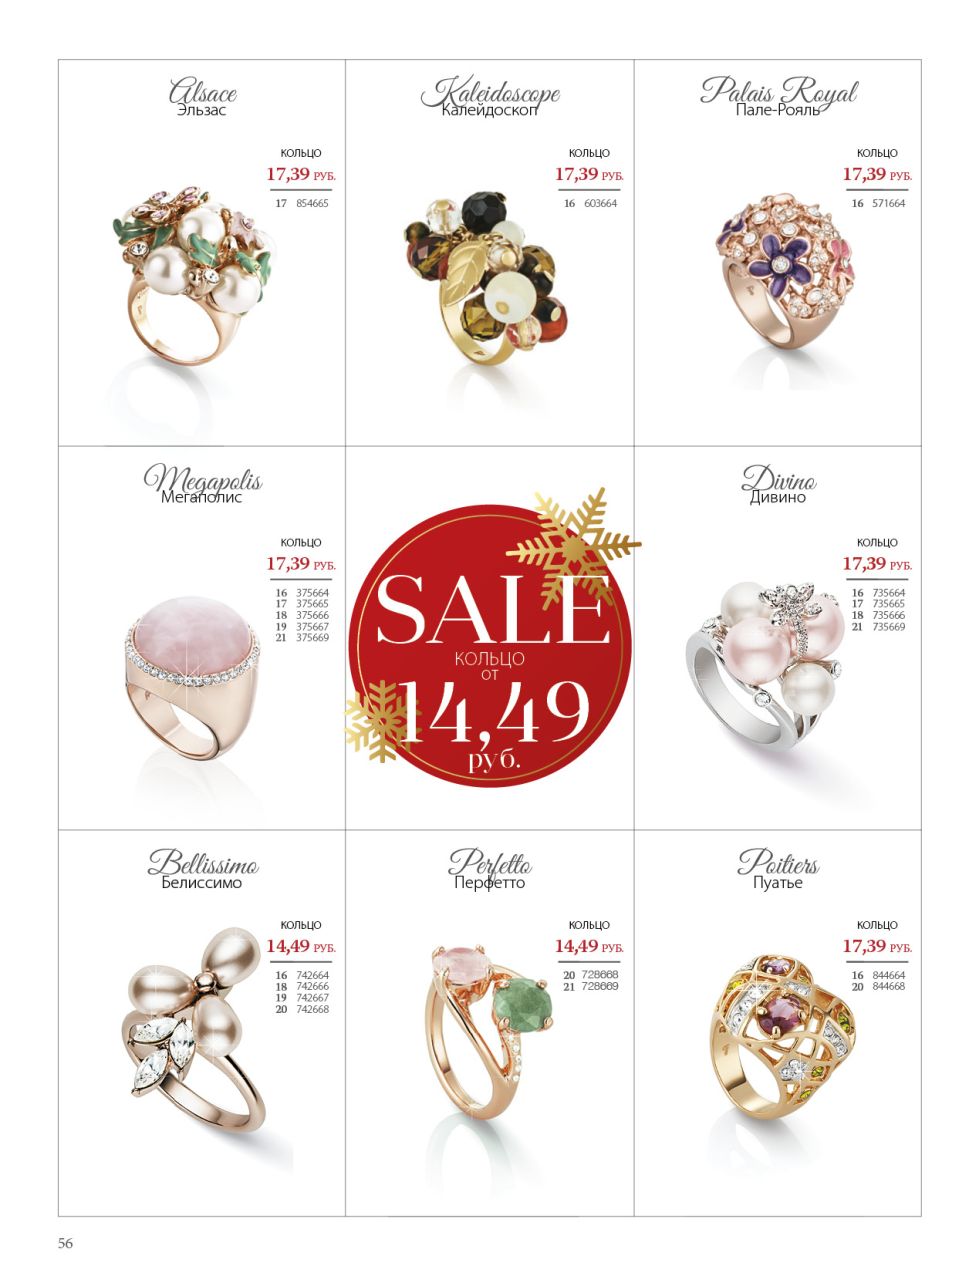 Alsace
Эльзас
КОЛЬЦО
17,39 РУБ.
17 854665
Kaleidoscope
Калейдоскоп
КОЛЬЦО
17,39 РУБ.
16 603664
Palais Royal
Пале-Рояль
КОЛЬЦО
17,39 РУБ.
16 571664
Megapolis
Мегаполис
КОЛЬЦО
17,39 РУБ.
16 375664
17 375665
18 375666
19 375667
21 375669
SALE
КОЛЬЦО
ОТ
14,49
руб.
Divino
Дивино
КОЛЬЦО
17,39 РУБ.
16 735664
17 735665
18 735666
21 735669
Bellissimo
Белиссимо
КОЛЬЦО
14,49 РУБ.
16 742664
18 742666
19 742667
20 742668
Perfetto
Перфетто
КОЛЬЦО
14,49 РУБ.
20 728668
21 728669
Poitiers
Пуатье
КОЛЬЦО
17,39 РУБ.
16 844664
20 844668
56